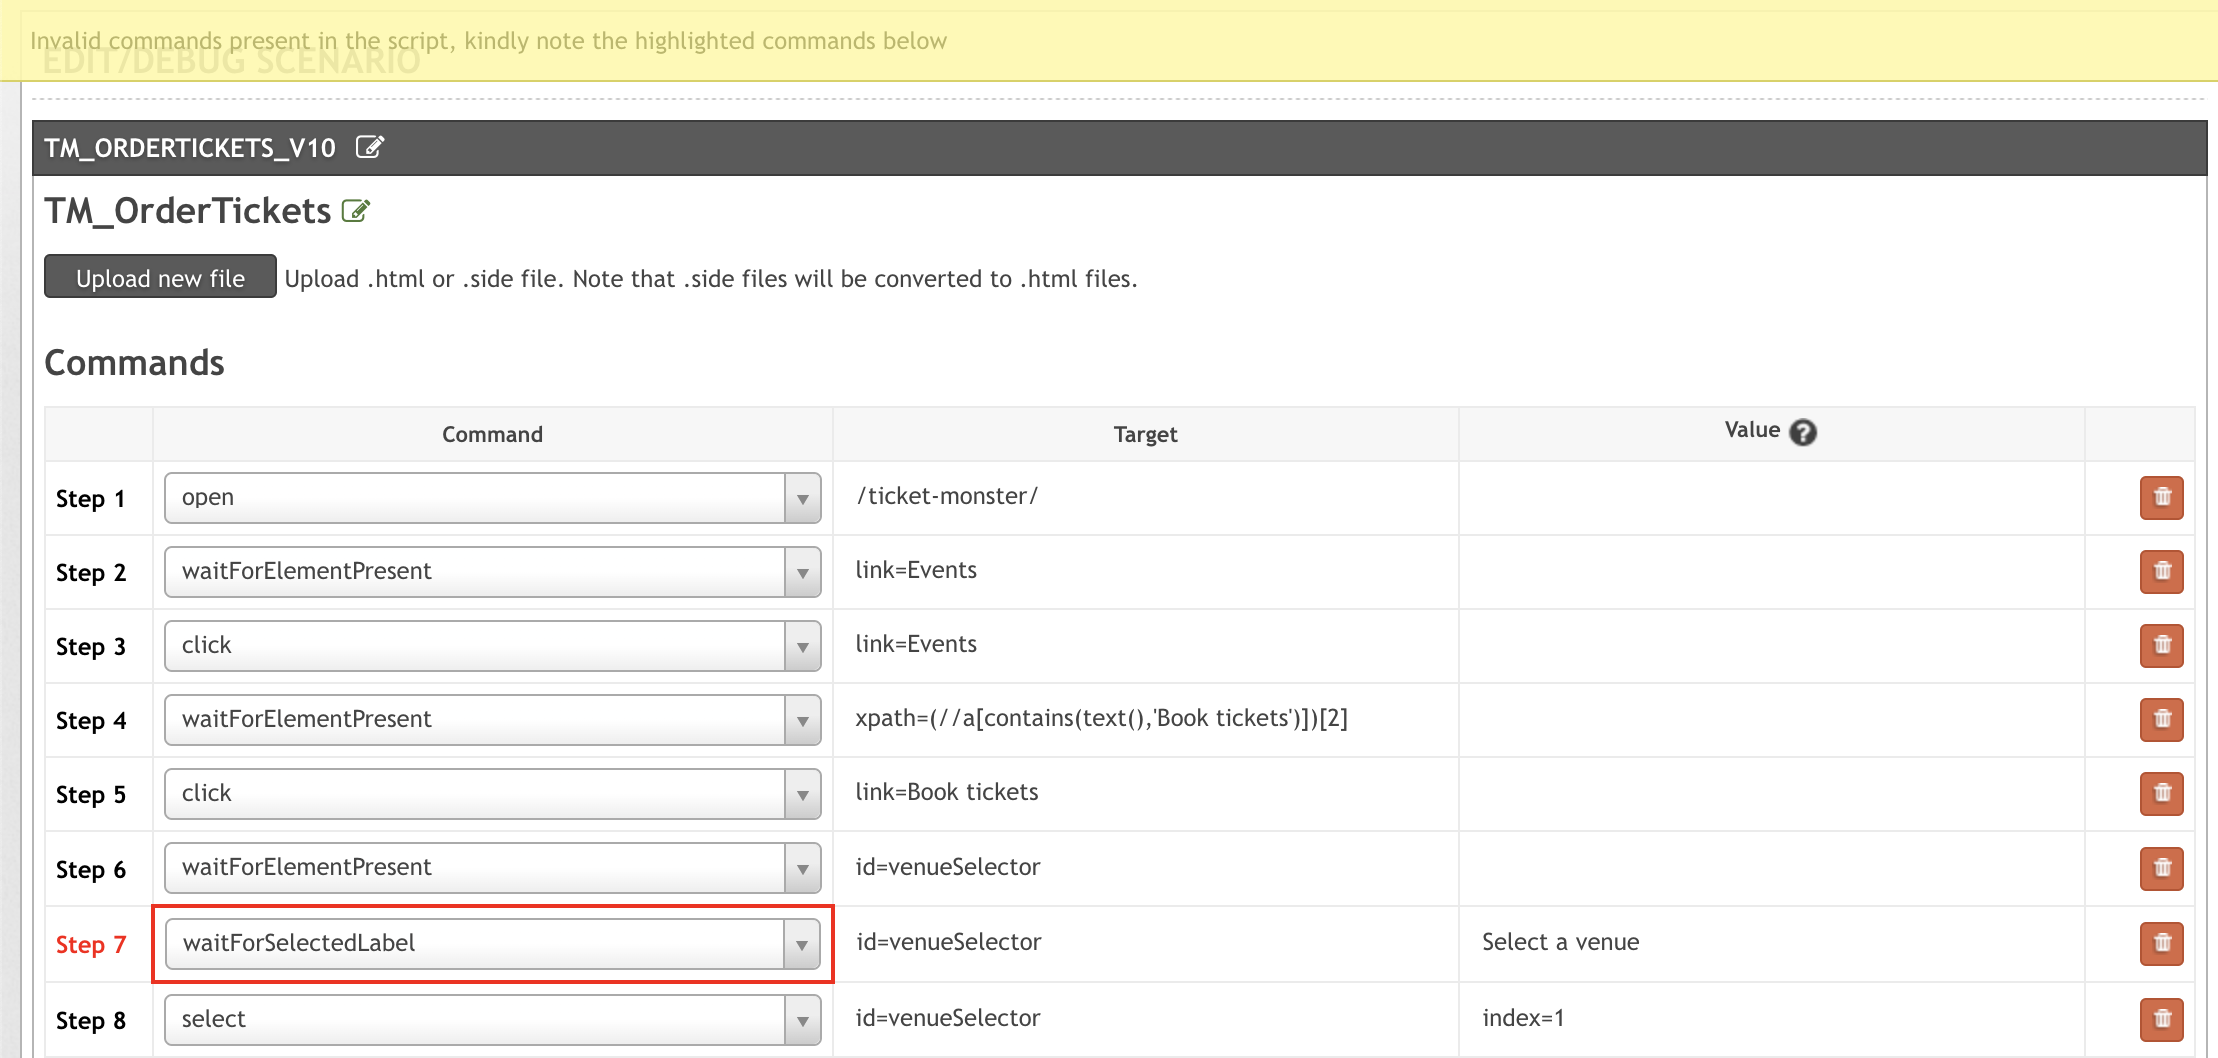 Invalid commands present in the script, kindly note the highlighted commands below
EDIT/DEBUG SCENARIO
TM_ORDERTICKETS_V10
TM_OrderTickets
Upload new file Upload .html or .side file. Note that .side files will be converted to .html files.
Commands
Command Target Value ?
Step 1 open /ticket-monster/
Step 2 waitForElementPresent link=Events
Step 3 click link=Events
Step 4 waitForElementPresent xpath=(//a[contains(text(),'Book tickets')])[2]
Step 5 click link=Book tickets
Step 6 waitForElementPresent id=venueSelector
Step 7 waitForSelectedLabel id=venueSelector Select a venue
Step 8 select id=venueSelector index=1